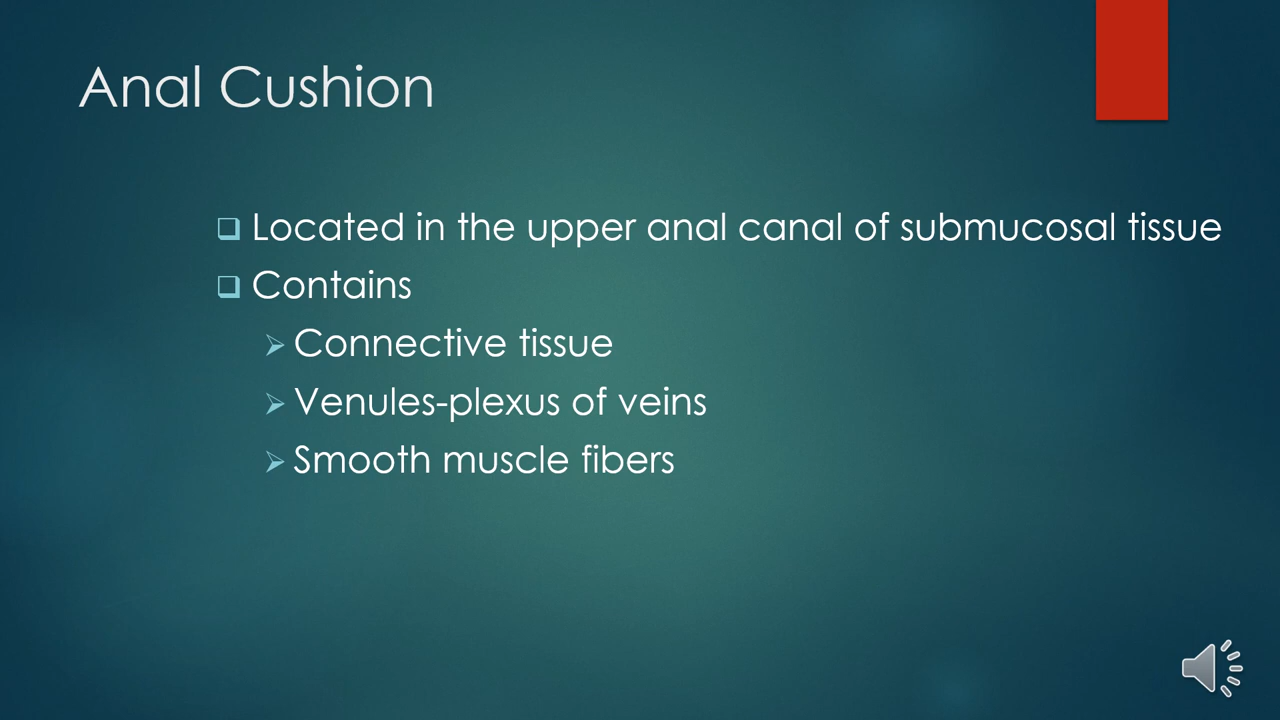 Anal Cushion
Located in the upper anal canal of submucosal tissue
Contains
Connective tissue
Venules-plexus of veins
Smooth muscle fibers